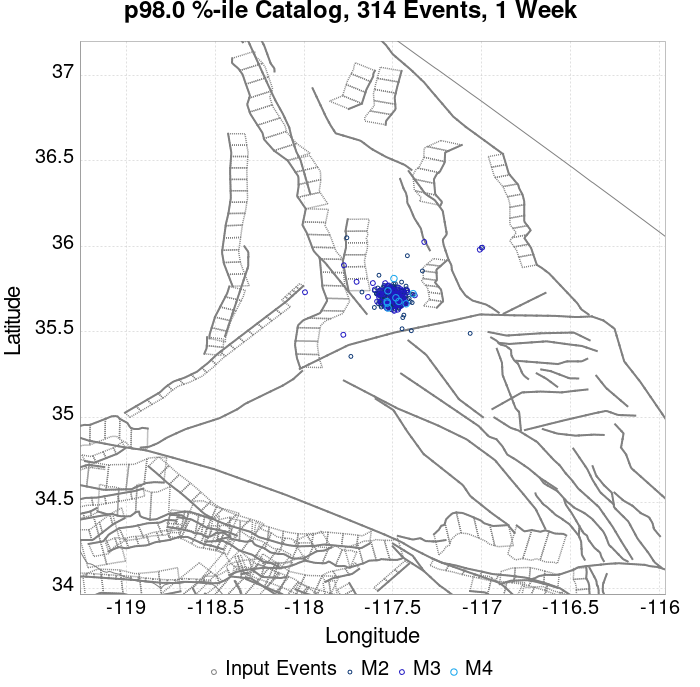 p98.0 %-ile Catalog, 314 Events, 1 Week
37
36.5
36
35.5
35
34.5
34
Latitude
-119 -118.5 -118 -117.5 -117 -116.5 -116
Longitude
Input Events M2 M3 M4